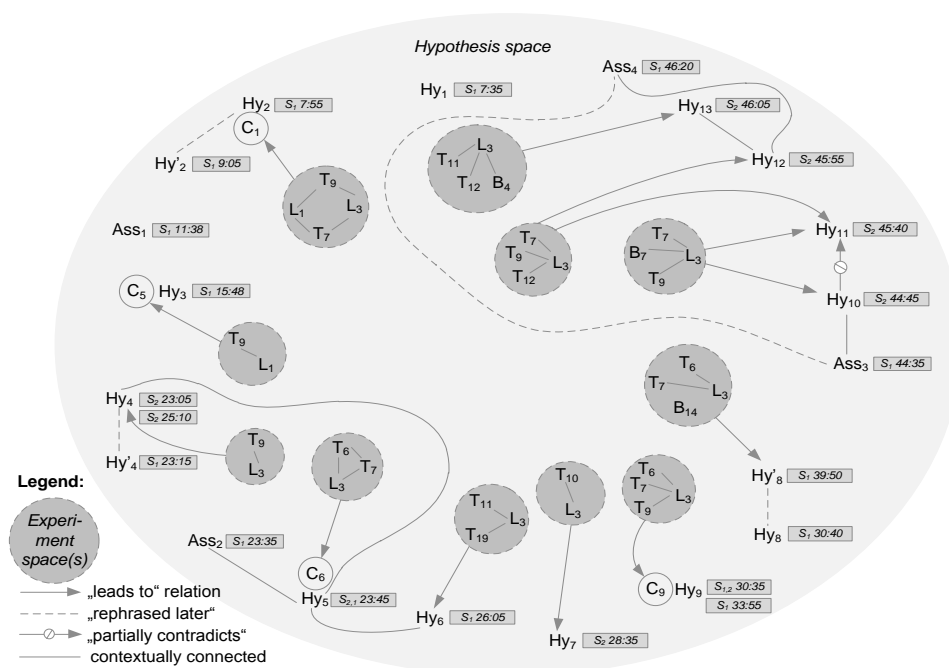 Hypothesis space
Ass4 S1 46:20
Hy1 S1 7:35
Hy13 S2 46:05
Hy2 S1 7:55
C1
Hy'2 S1 9:05
T11 L3
T12 B4
Hy12 S2 45:55
T9
L1 L3
T7
Ass1 S1 11:38
T7
T9 L3
T12
T7
B7 L3
T9
Hy11 S2 45:40
C5 Hy3 S1 15:48
Hy10 S2 44:45
T9
L1
Ass3 S1 44:35
T6
T7 L3
B14
Hy4 S2 23:05
S2 25:10
Hy'4 S1 23:15
T9
L3
T6
T7
L3
T11
L3
T19
T10
L3
T6
T7 L3
T9
Hy'8 S1 39:50
Hy8 S1 30:40
Ass2 S1 23:35
C6
Hy5 S2,1 23:45
Hy6 S1 26:05
Hy7 S2 28:35
C9 Hy9 S1,2 30:35
S1 33:55
Legend:
Experi-
ment
space(s)
„leads to“ relation
„rephrased later“
„partially contradicts“
contextually connected